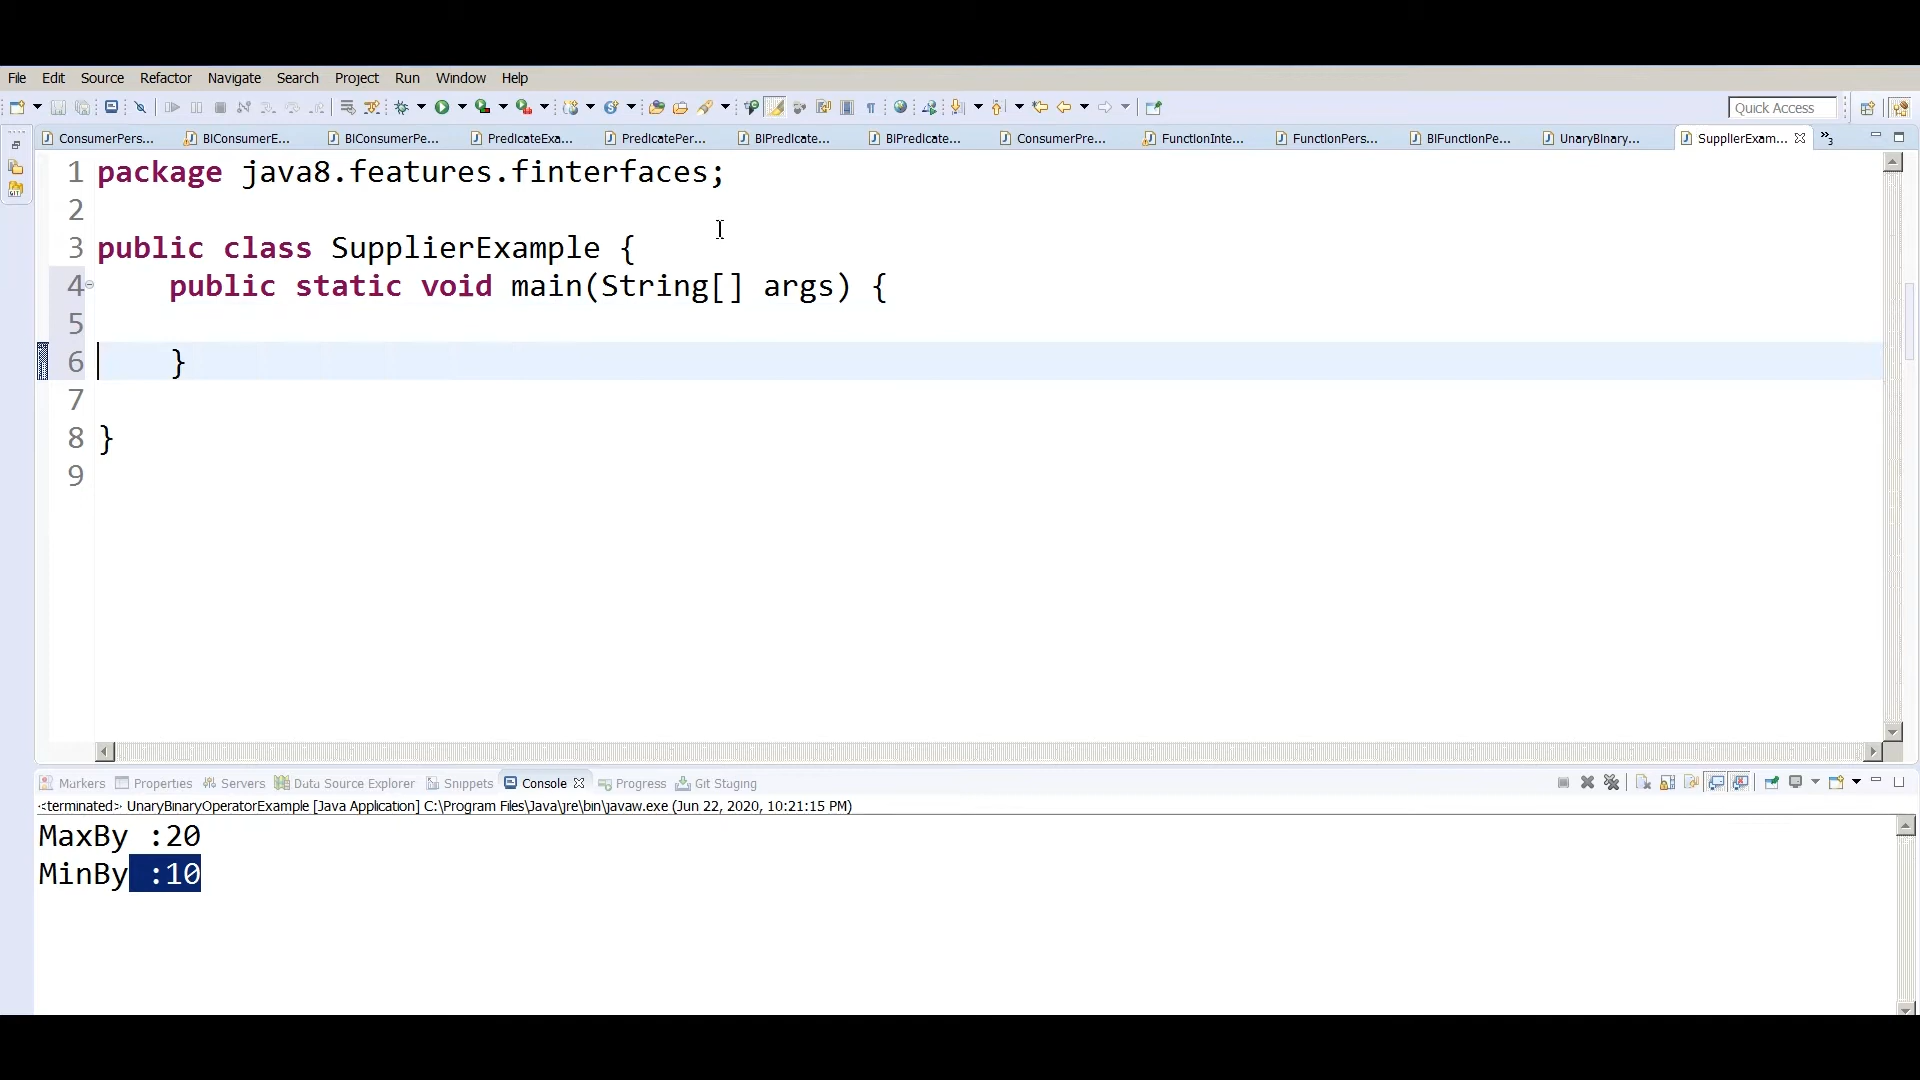 File Edit Source Refactor Navigate Search Project Run Window Help
Quick Access
ConsumerPers... BIConsumerE... BIConsumerPe... PredicateExa... PredicatePer... BIPredicate... BIPredicate... ConsumerPre... FunctionInte... FunctionPers... BIFunctionPe... UnaryBinary... SupplierExam... »3
1 package java8.features.finterfaces;
2
3 public class SupplierExample {
4 public static void main(String[] args) {
5
6 }
7
8 }
9
Markers Properties Servers Data Source Explorer Snippets Console Progress Git Staging
<terminated> UnaryBinaryOperatorExample [Java Application] C:\Program Files\Java\jre\bin\javaw.exe (Jun 22, 2020, 10:21:15 PM)
MaxBy :20
MinBy :10